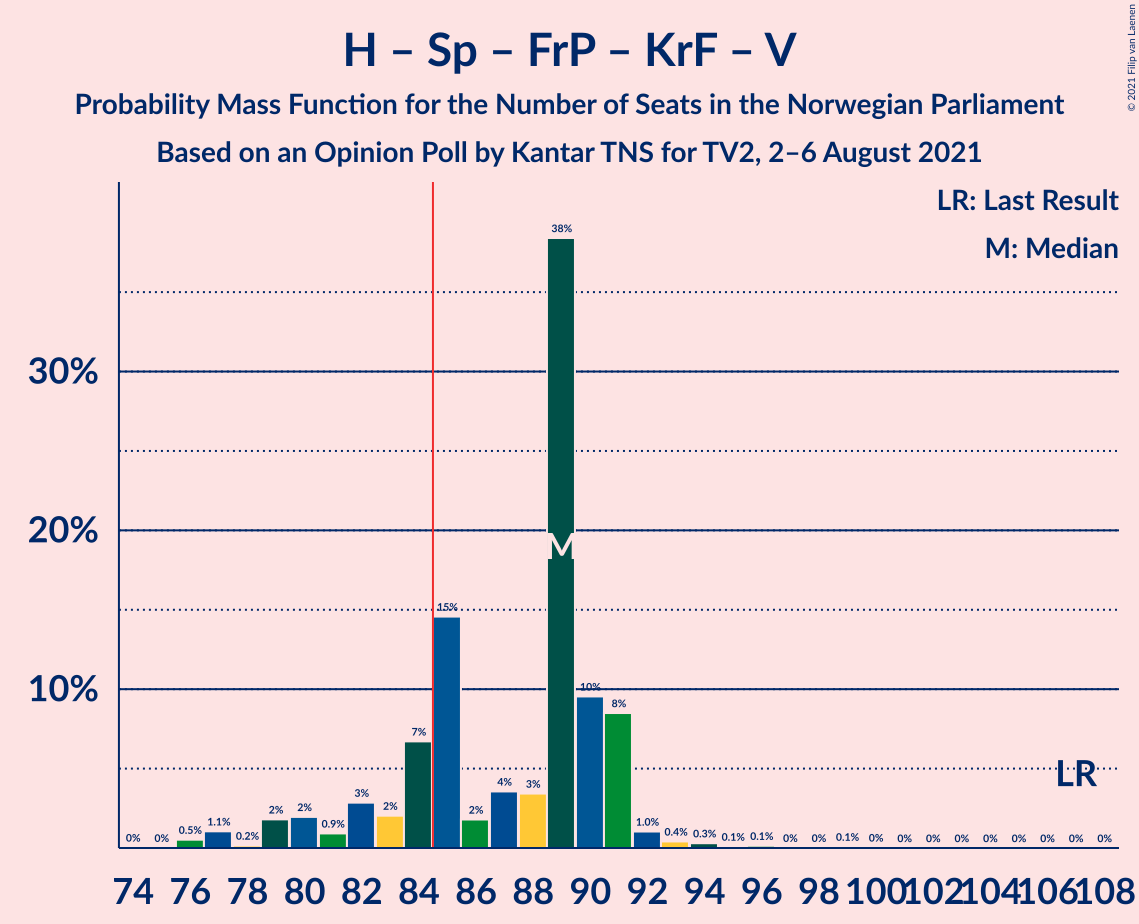 H – Sp – FrP – KrF – V
Probability Mass Function for the Number of Seats in the Norwegian Parliament
Based on an Opinion Poll by Kantar TNS for TV2, 2–6 August 2021
© 2021 Filip van Laenen
LR: Last Result
M: Median
30%
20%
10%
0% 0% 0.5% 1.1% 0.2% 2% 2% 0.9% 3% 2% 7% 15% 2% 4% 3% 38% 10% 8% 1.0% 0.4% 0.3% 0.1% 0.1% 0% 0% 0.1% 0% 0% 0% 0% 0% 0% 0% 0% 0%
M
LR
74 76 78 80 82 84 86 88 90 92 94 96 98 100 102 104 106 108